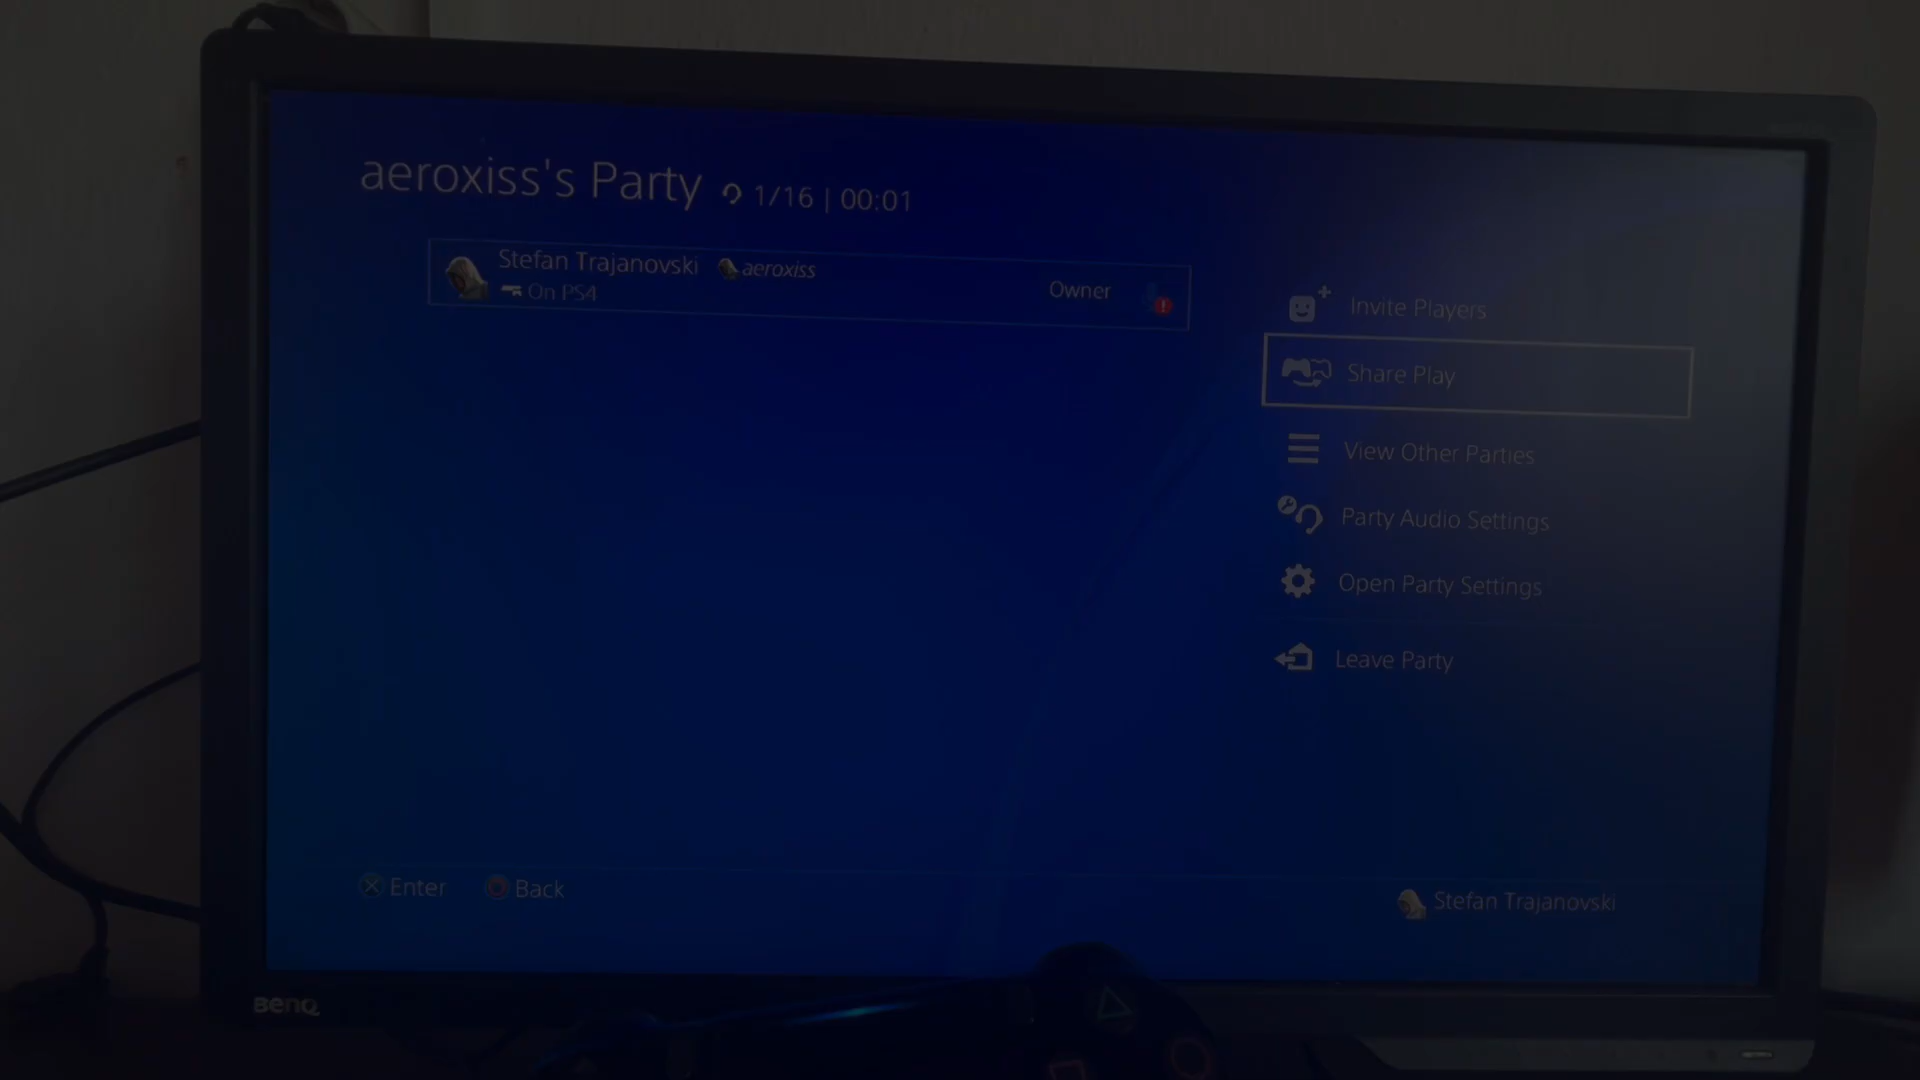 aeroxiss's Party 1/16 | 00:01
Stefan Trajanovski aeroxiss
On PS4
Owner
Invite Players
Share Play
View Other Parties
Party Audio Settings
Open Party Settings
Leave Party
Enter Back
Stefan Trajanovski
BenQ